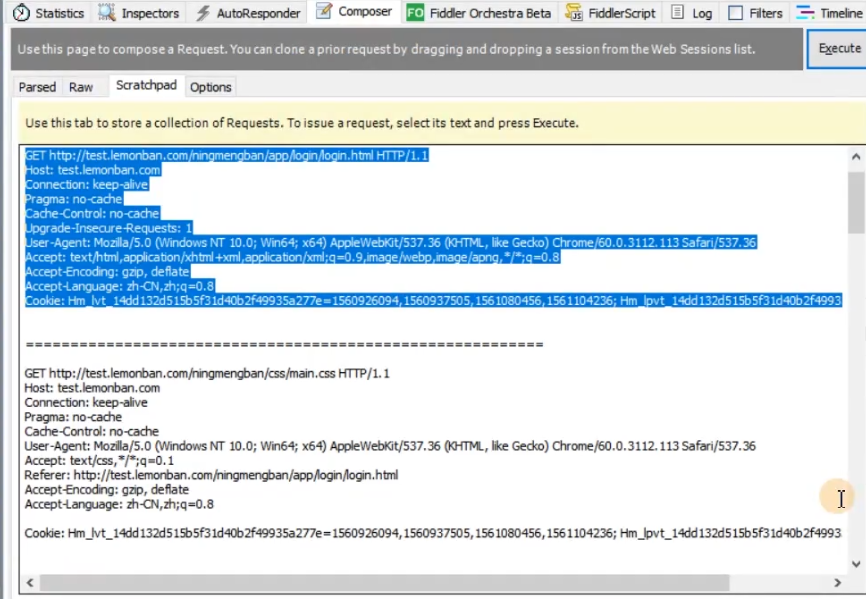 Statistics Inspectors AutoResponder Composer FO Fiddler Orchestra Beta FiddlerScript Log Filters Timeline
Use this page to compose a Request. You can clone a prior request by dragging and dropping a session from the Web Sessions list.
Execute
Parsed Raw Scratchpad Options
Use this tab to store a collection of Requests. To issue a request, select its text and press Execute.
GET http://test.lemonban.com/ningmengban/app/login/login.html HTTP/1.1
Host: test.lemonban.com
Connection: keep-alive
Pragma: no-cache
Cache-Control: no-cache
Upgrade-Insecure-Requests: 1
User-Agent: Mozilla/5.0 (Windows NT 10.0; Win64; x64) AppleWebKit/537.36 (KHTML, like Gecko) Chrome/60.0.3112.113 Safari/537.36
Accept: text/html,application/xhtml+xml,application/xml;q=0.9,image/webp,image/apng,*/*;q=0.8
Accept-Encoding: gzip, deflate
Accept-Language: zh-CN,zh;q=0.8
Cookie: Hm_lvt_14dd132d515b5f31d40b2f49935a277e=1560926094,1560937505,1561080456,1561104236; Hm_lpvt_14dd132d515b5f31d40b2f4993
==========================================================
GET http://test.lemonban.com/ningmengban/css/main.css HTTP/1.1
Host: test.lemonban.com
Connection: keep-alive
Pragma: no-cache
Cache-Control: no-cache
User-Agent: Mozilla/5.0 (Windows NT 10.0; Win64; x64) AppleWebKit/537.36 (KHTML, like Gecko) Chrome/60.0.3112.113 Safari/537.36
Accept: text/css,*/*;q=0.1
Referer: http://test.lemonban.com/ningmengban/app/login/login.html
Accept-Encoding: gzip, deflate
Accept-Language: zh-CN,zh;q=0.8
Cookie: Hm_lvt_14dd132d515b5f31d40b2f49935a277e=1560926094,1560937505,1561080456,1561104236; Hm_lpvt_14dd132d515b5f31d40b2f4993